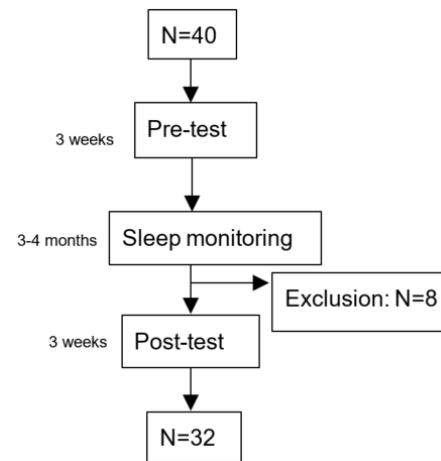 N=40
Pre-test
3 weeks
Sleep monitoring
3-4 months
Exclusion: N=8
Post-test
3 weeks
N=32